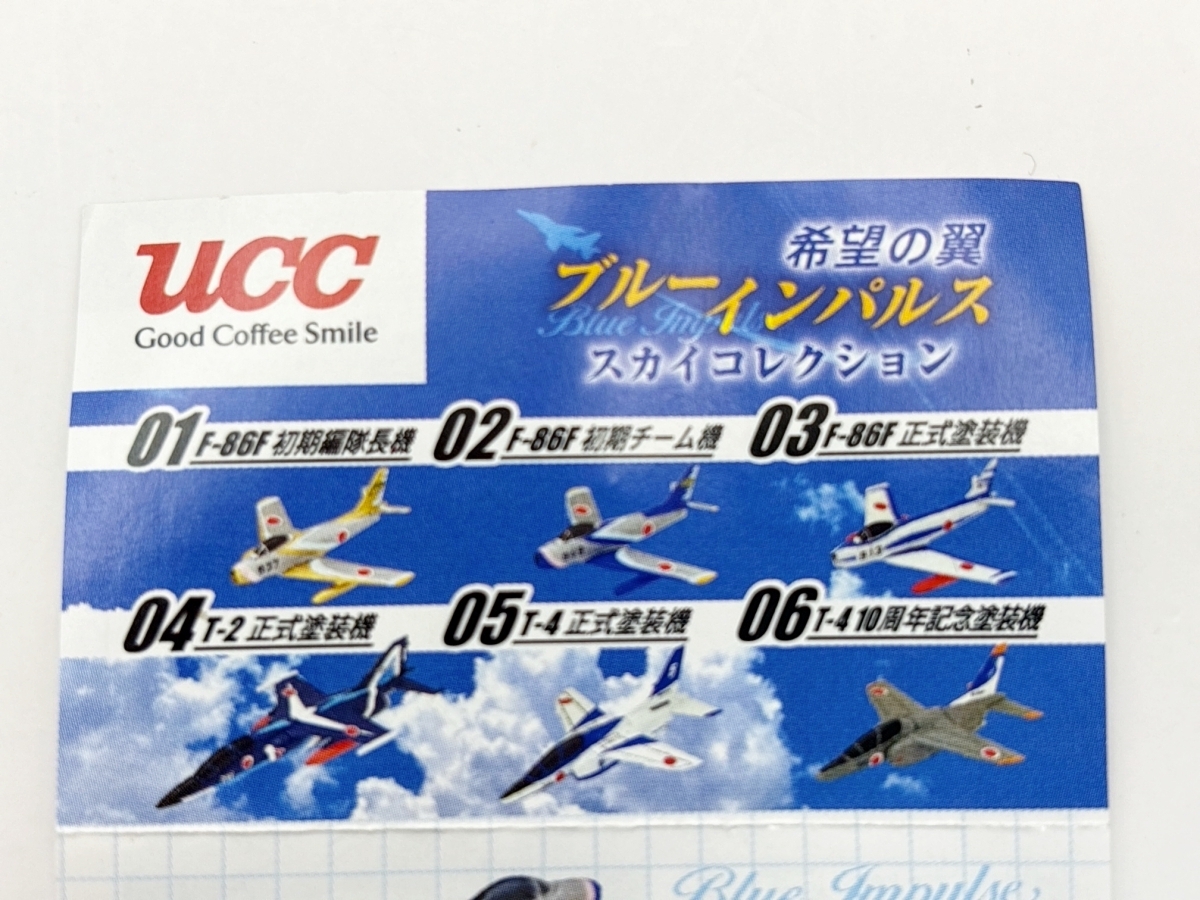 ucc
Good Coffee Smile
希望の翼
ブルーインパルス
Blue Impul
スカイコレクション
01 F-86F 初期編隊長機
02 F-86F 初期チーム機
03 F-86F 正式塗装機
04 T-2 正式塗装機
05 T-4 正式塗装機
06 T-4 10周年記念塗装機
Blue Impulse